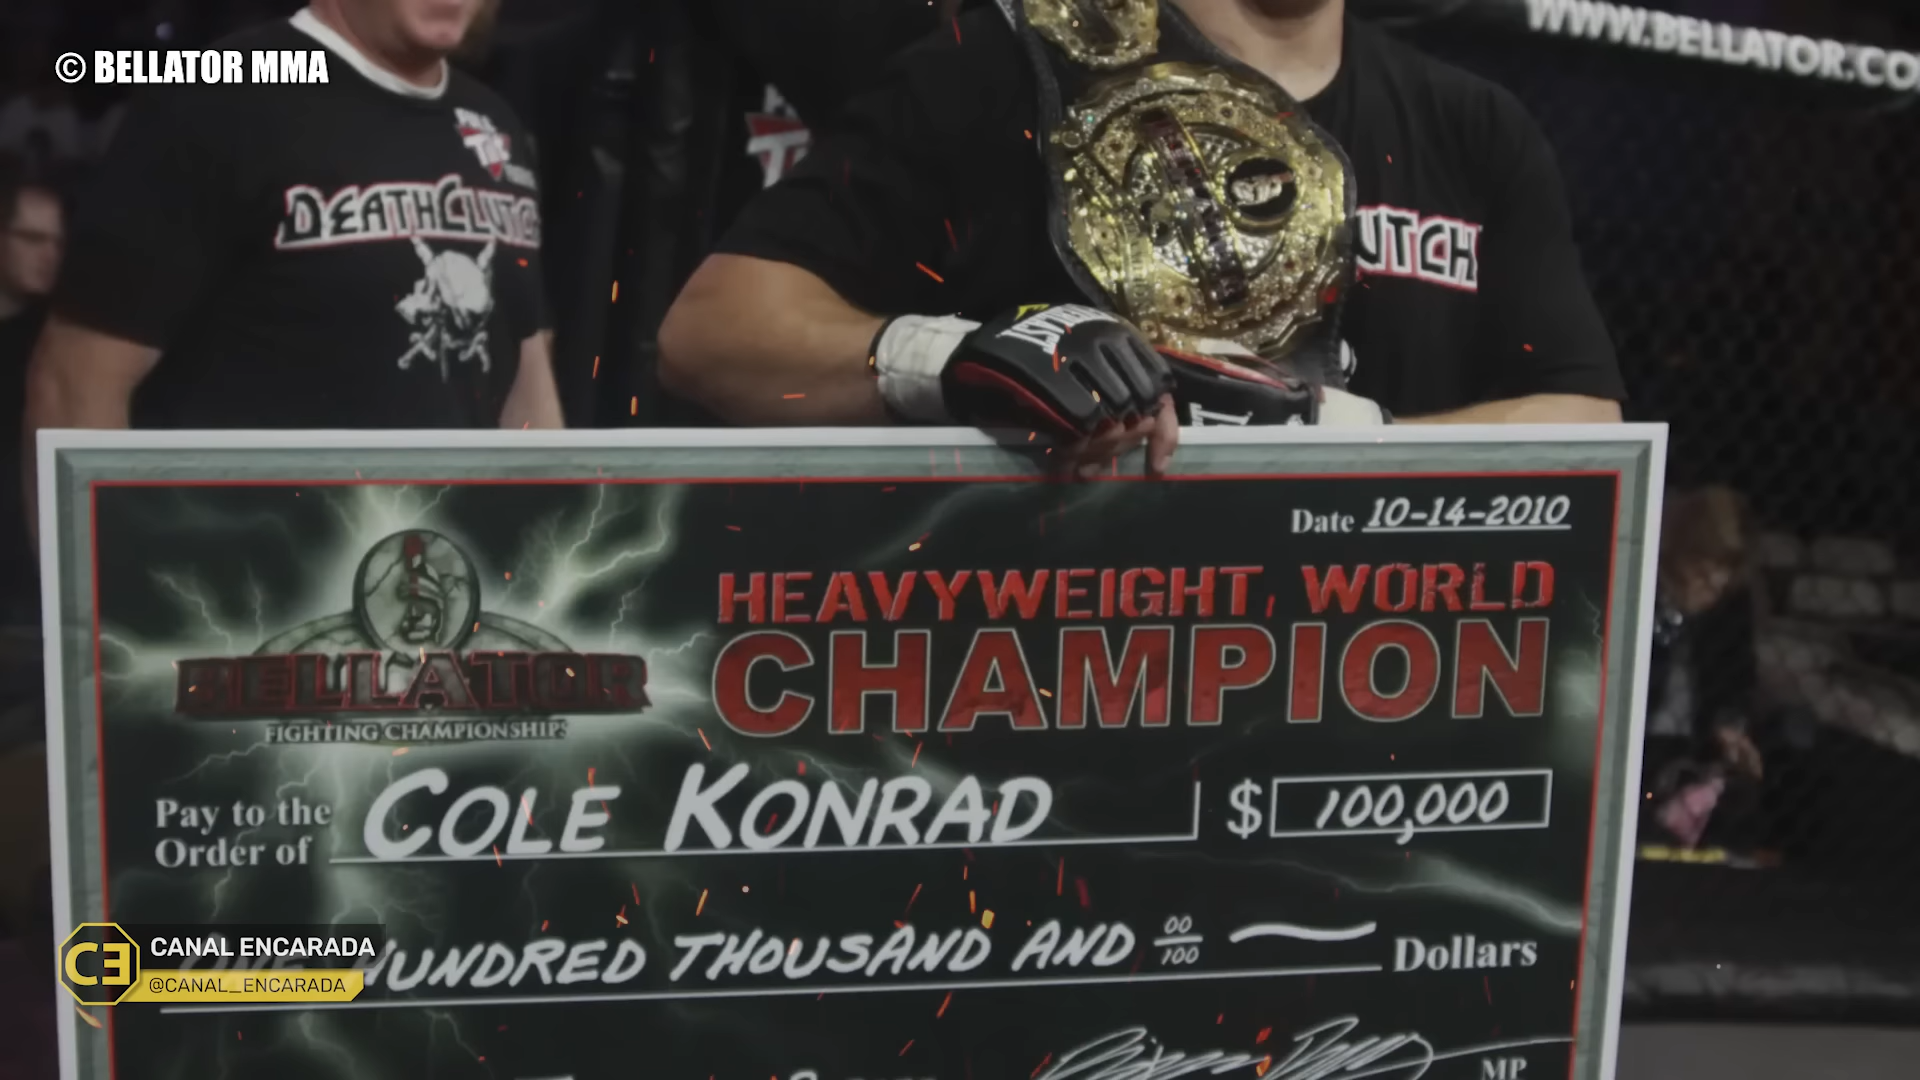 © BELLATOR MMA
WWW.BELLATOR.CO
DEATHCLUTCH
UTCH
Date 10-14-2010
HEAVYWEIGHT WORLD
CHAMPION
BELLATOR
FIGHTING CHAMPIONSHIPS
Pay to the
Order of
COLE KONRAD
$ 100,000
HUNDRED THOUSAND AND 00/100 Dollars
CANAL ENCARADA
@CANAL_ENCARADA
MP